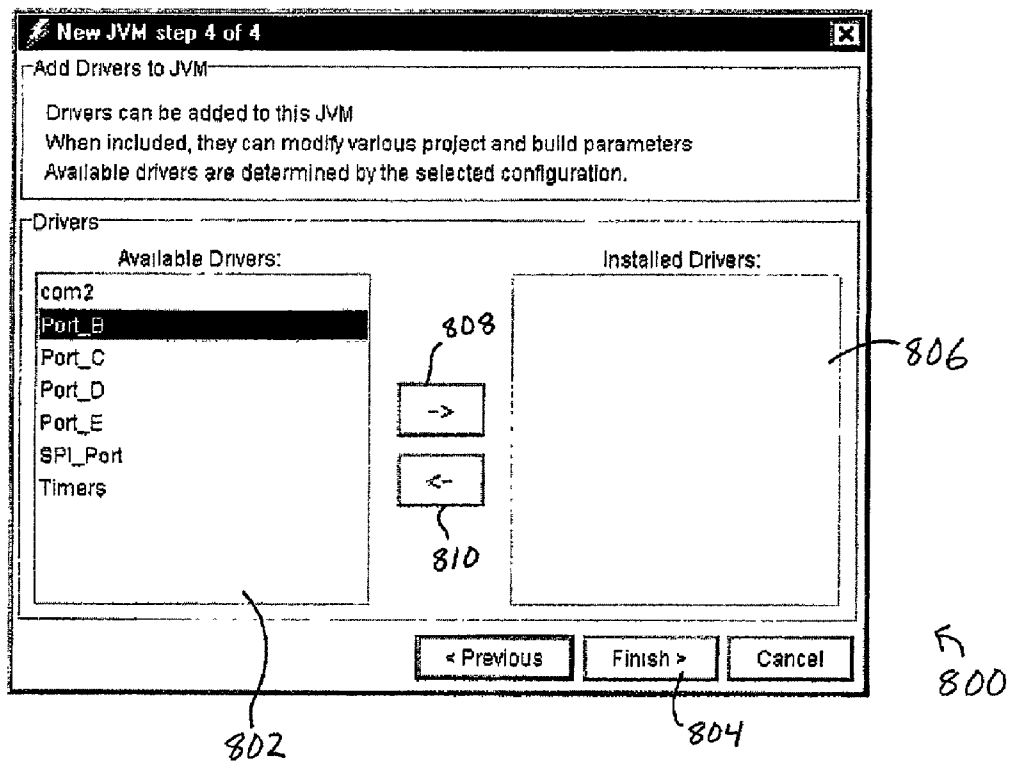 New JVM step 4 of 4
Add Drivers to JVM
Drivers can be added to this JVM
When included, they can modify various project and build parameters
Available drivers are determined by the selected configuration.
Drivers
Available Drivers:
Installed Drivers:
com2
Port_B
Port_C
Port_D
Port_E
SPI_Port
Timers
808
->
<-
810
806
< Previous
Finish >
Cancel
800
802
804